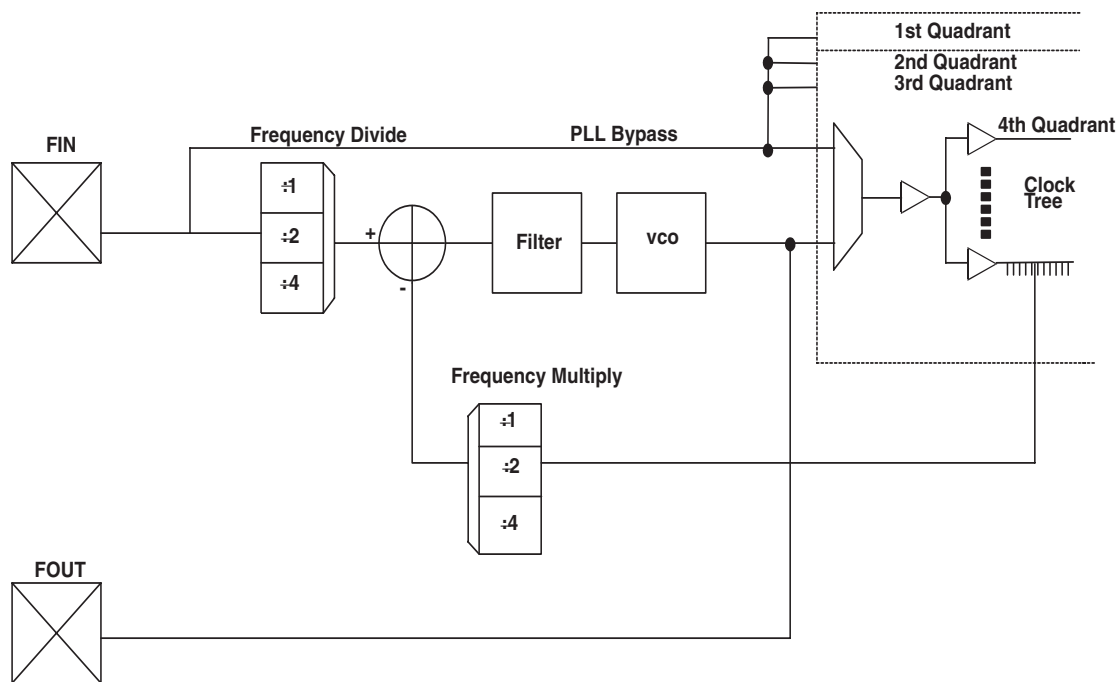 1st Quadrant
2nd Quadrant
3rd Quadrant
4th Quadrant
FIN
Frequency Divide
PLL Bypass
÷1
÷2
÷4
+
-
Filter
vco
Clock
Tree
Frequency Multiply
÷1
÷2
÷4
FOUT